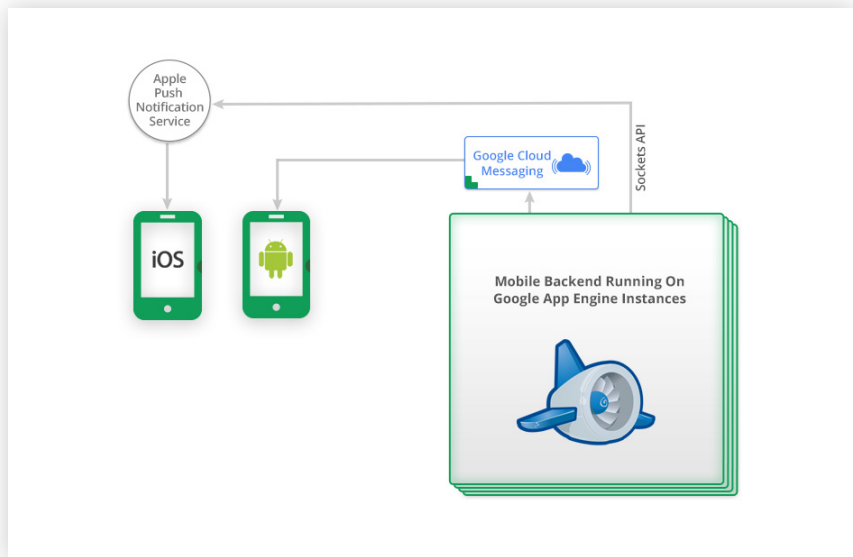 Apple
Push
Notification
Service
Google Cloud
Messaging
Sockets API
iOS
Mobile Backend Running On
Google App Engine Instances